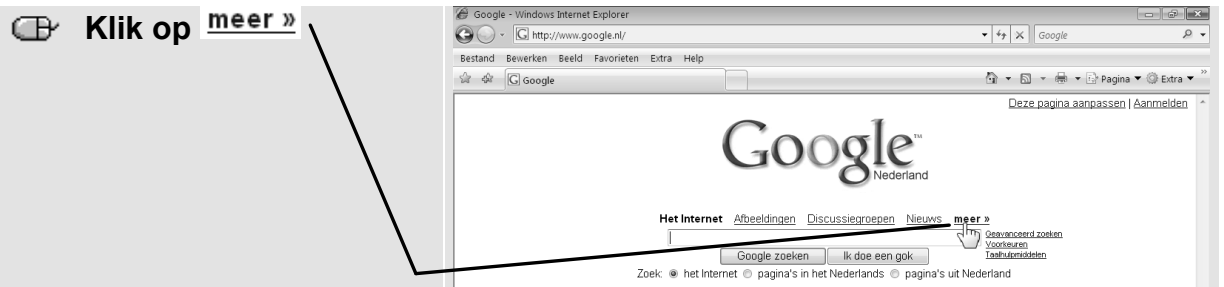 Klik op meer »
Google - Windows Internet Explorer
http://www.google.nl/
Google
Bestand Bewerken Beeld Favorieten Extra Help
Google
Pagina Extra »
Deze pagina aanpassen | Aanmelden
Google™
Nederland
Het Internet Afbeeldingen Discussiegroepen Nieuws meer »
Geavanceerd zoeken
Voorkeuren
Taalhulpmiddelen
Google zoeken Ik doe een gok
Zoek: het Internet pagina's in het Nederlands pagina's uit Nederland